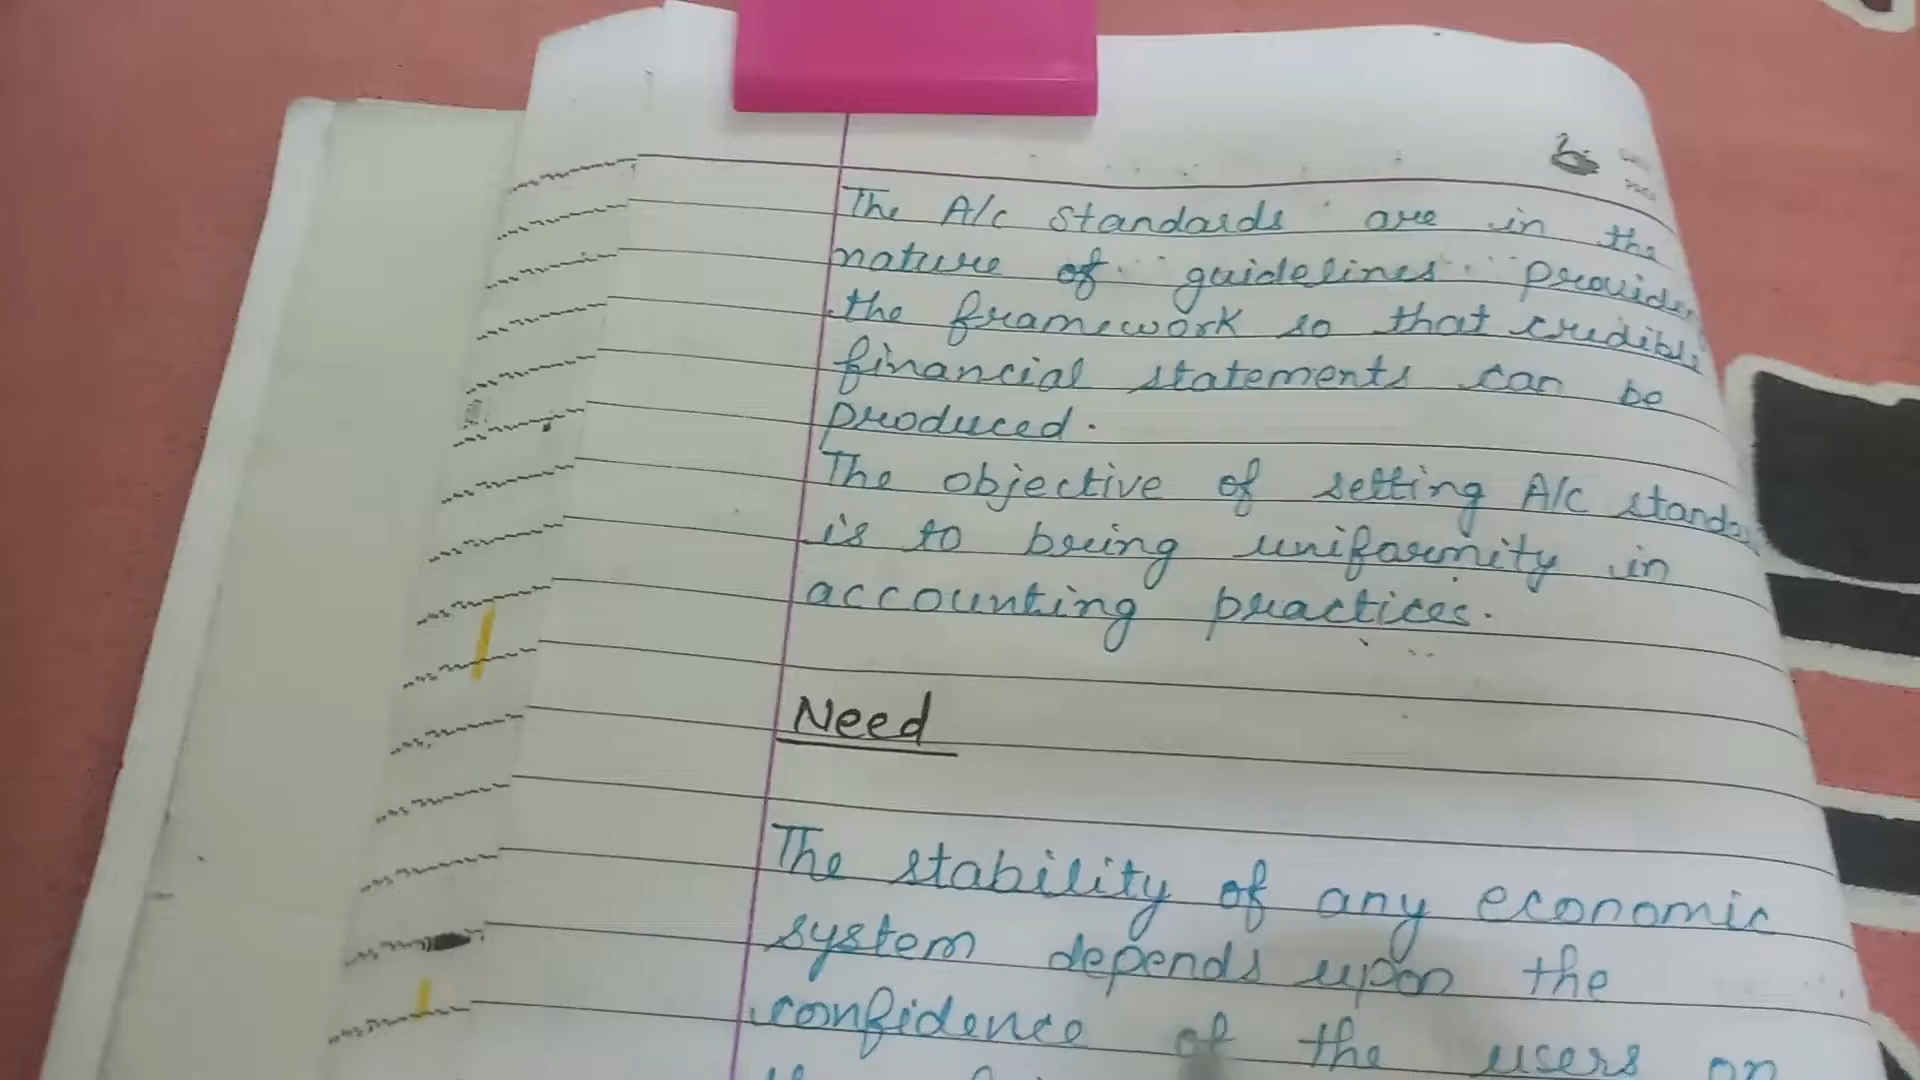 The A/c standards are in the
nature of guidelines provides
the framework so that credible
financial statements can be
produced.
The objective of setting A/c
is to bring uniformity in
accounting practices.
Need
The stability of any economic
system depends upon the
confidence of the users on